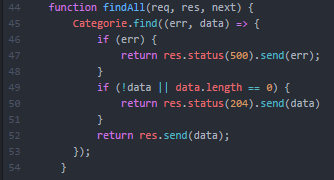 44 function findAll(req, res, next) {
45 Categorie.find((err, data) => {
46 if (err) {
47 return res.status(500).send(err);
48 }
49 if (!data || data.length == 0) {
50 return res.status(204).send(data)
51 }
52 return res.send(data);
53 });
54 }